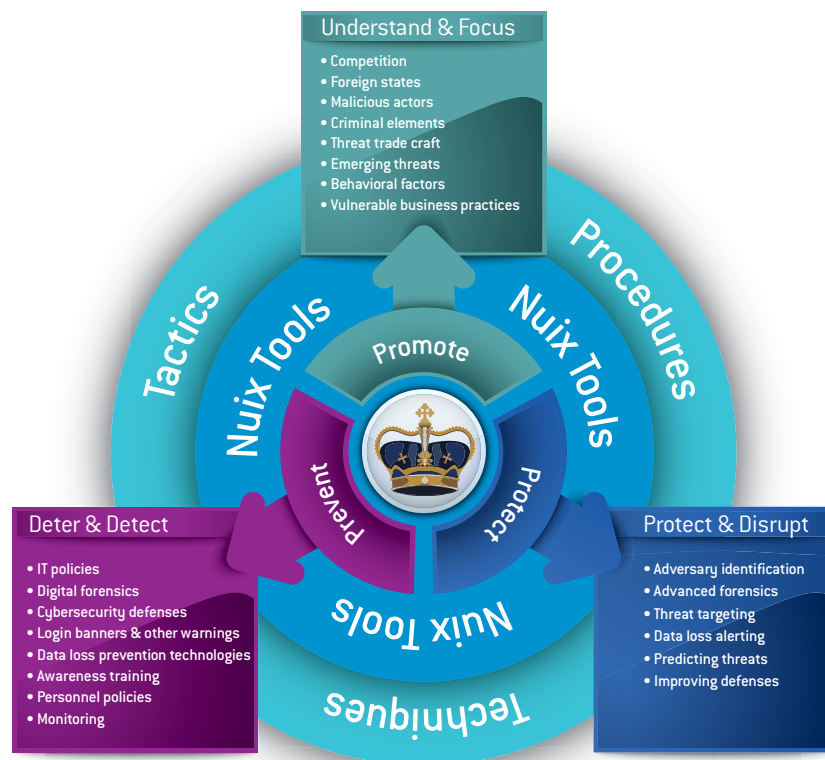 Understand & Focus
• Competition
• Foreign states
• Malicious actors
• Criminal elements
• Threat trade craft
• Emerging threats
• Behavioral factors
• Vulnerable business practices
Tactics
Procedures
Nuix Tools
Nuix Tools
Promote
Prevent
Protect
Deter & Detect
• IT policies
• Digital forensics
• Cybersecurity defenses
• Login banners & other warnings
• Data loss prevention technologies
• Awareness training
• Personnel policies
• Monitoring
Protect & Disrupt
• Adversary identification
• Advanced forensics
• Threat targeting
• Data loss alerting
• Predicting threats
• Improving defenses
Nuix Tools
Techniques